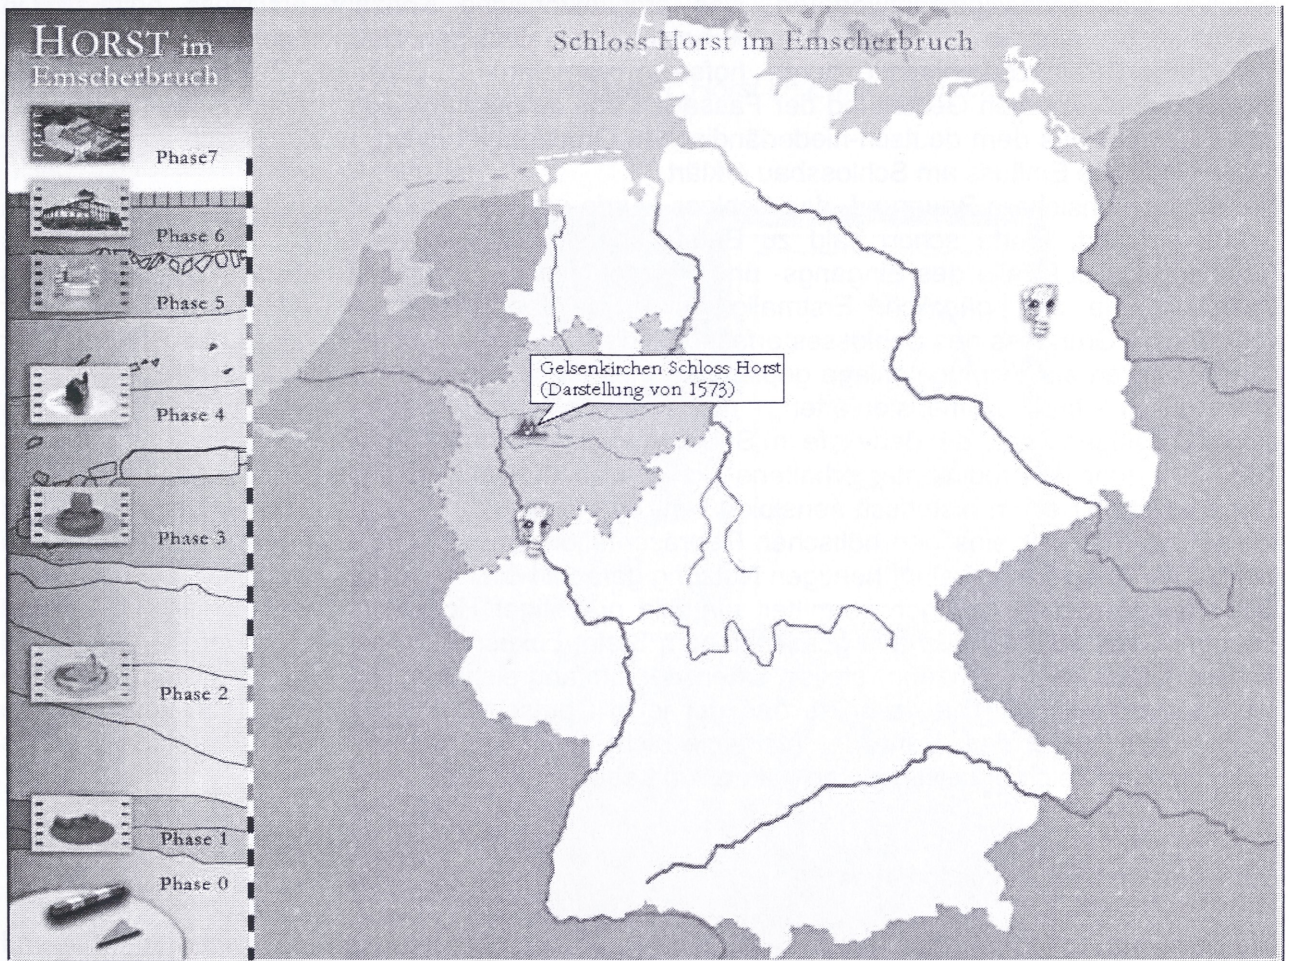 HORST im
Emscherbruch
Phase7
Phase 6
Phase 5
Phase 4
Phase 3
Phase 2
Phase 1
Phase 0
Schloss Horst im Emscherbruch
Gelsenkirchen Schloss Horst
(Darstellung von 1573)